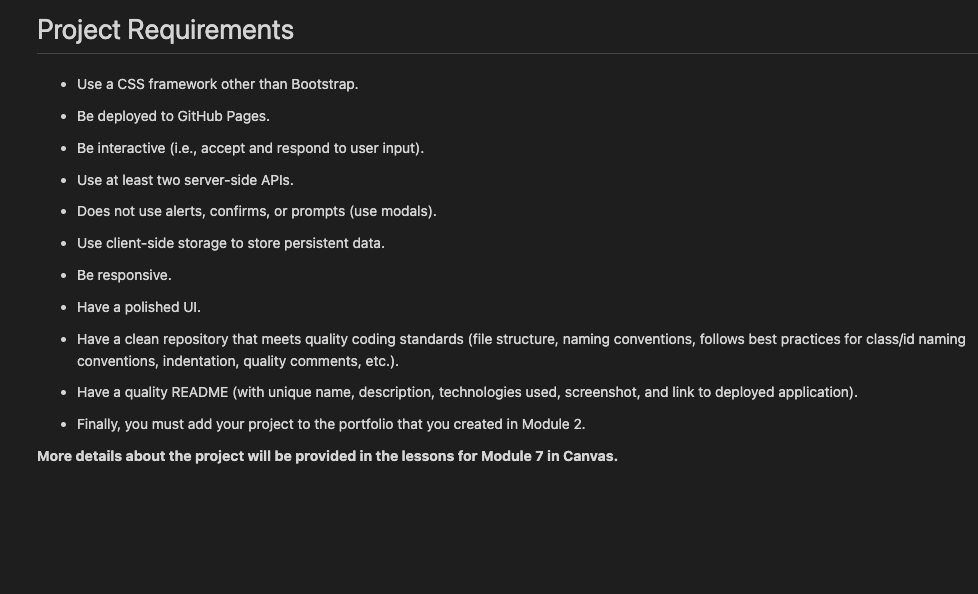 Project Requirements
• Use a CSS framework other than Bootstrap.
• Be deployed to GitHub Pages.
• Be interactive (i.e., accept and respond to user input).
• Use at least two server-side APIs.
• Does not use alerts, confirms, or prompts (use modals).
• Use client-side storage to store persistent data.
• Be responsive.
• Have a polished UI.
• Have a clean repository that meets quality coding standards (file structure, naming conventions, follows best practices for class/id naming
conventions, indentation, quality comments, etc.).
• Have a quality README (with unique name, description, technologies used, screenshot, and link to deployed application).
• Finally, you must add your project to the portfolio that you created in Module 2.
More details about the project will be provided in the lessons for Module 7 in Canvas.